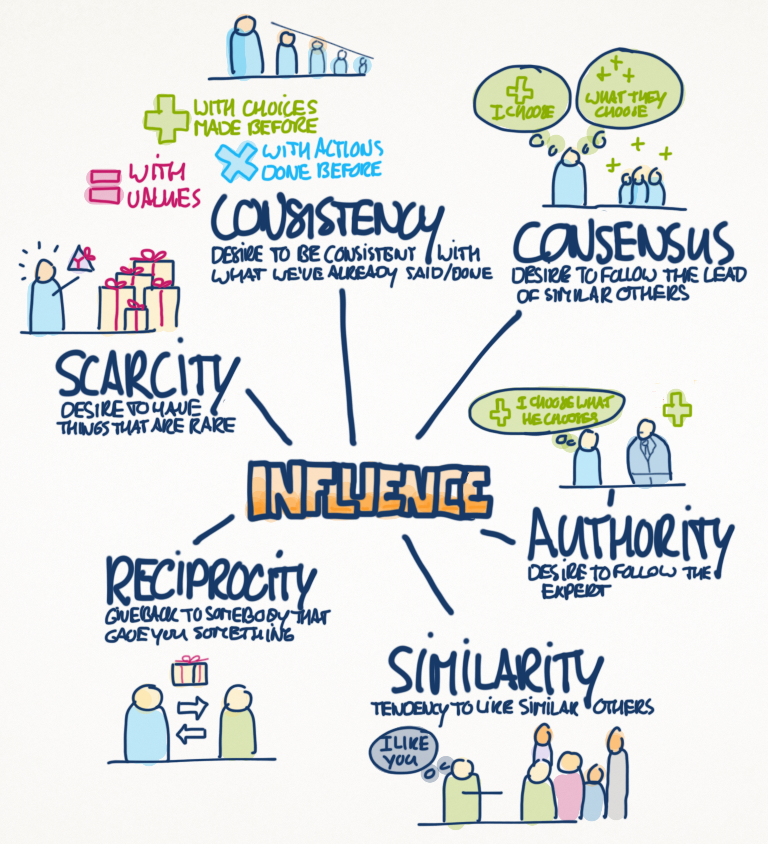 WITH CHOICES
MADE BEFORE
WITH ACTIONS
DONE BEFORE
WITH
VALUES
CONSISTENCY
DESIRE TO BE CONSISTENT WITH
WHAT WE'VE ALREADY SAID/DONE
I CHOOSE
WHAT THEY
CHOOSE
CONSENSUS
DESIRE TO FOLLOW THE LEAD
OF SIMILAR OTHERS
SCARCITY
DESIRE TO HAVE
THINGS THAT ARE RARE
I CHOOSE WHAT
HE CHOOSES
INFLUENCE
AUTHORITY
DESIRE TO FOLLOW THE
EXPERT
RECIPROCITY
GIVE BACK TO SOMEBODY THAT
GAVE YOU SOMETHING
SIMILARITY
TENDENCY TO LIKE SIMILAR OTHERS
I LIKE
YOU